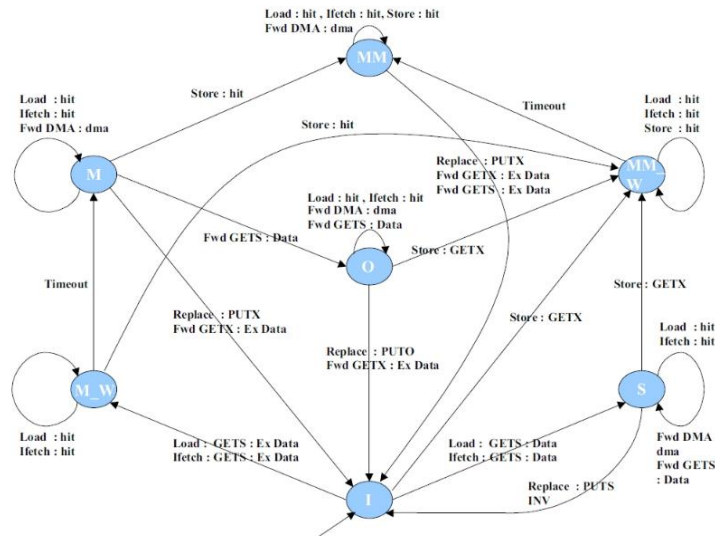 Load : hit , Ifetch : hit, Store : hit
Fwd DMA : dma
MM
Load : hit
Ifetch : hit
Fwd DMA : dma
Store : hit
Timeout
Load : hit
Ifetch : hit
Store : hit
Store : hit
M
MM_
W
Replace : PUTX
Fwd GETX : Ex Data
Fwd GETS : Ex Data
Load : hit , Ifetch : hit
Fwd DMA : dma
Fwd GETS : Data
Fwd GETS : Data
O
Store : GETX
Timeout
Replace : PUTX
Fwd GETX : Ex Data
Store : GETX
Store : GETX
Replace : PUTO
Fwd GETX : Ex Data
Load : hit
Ifetch : hit
M_W
S
Load : hit
Ifetch : hit
Load : GETS : Ex Data
Ifetch : GETS : Ex Data
Load : GETS : Data
Ifetch : GETS : Data
Fwd DMA
dma
Fwd GETS
: Data
Replace : PUTS
INV
I